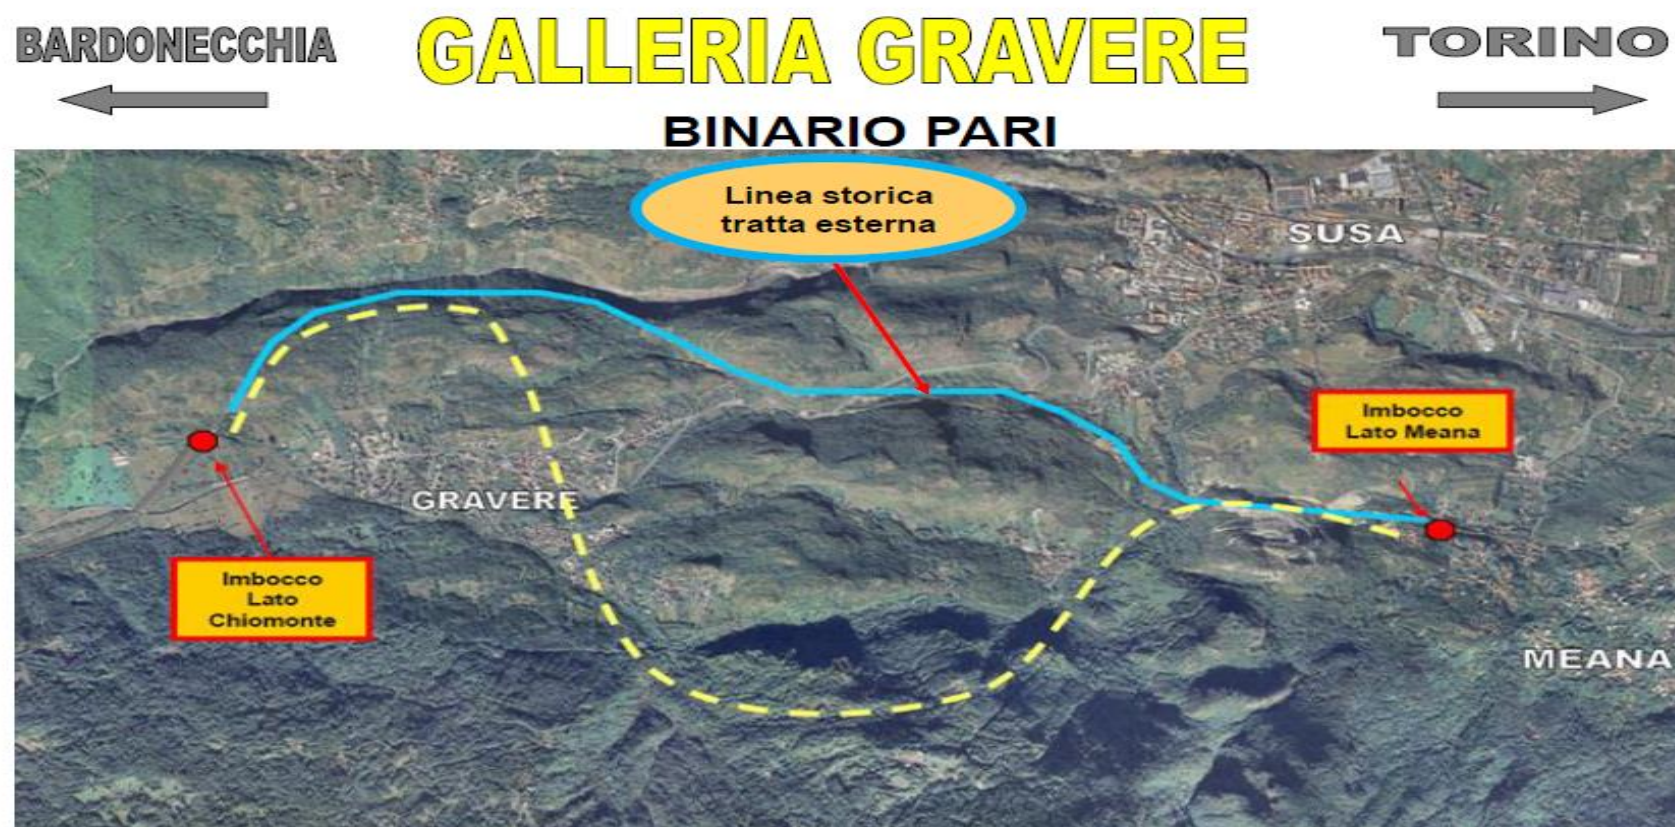 BARDONECCHIA
GALLERIA GRAVERE
TORINO
BINARIO PARI
Linea storica
tratta esterna
SUSA
Imbocco
Lato Meana
GRAVERE
Imbocco
Lato
Chiomonte
MEANA